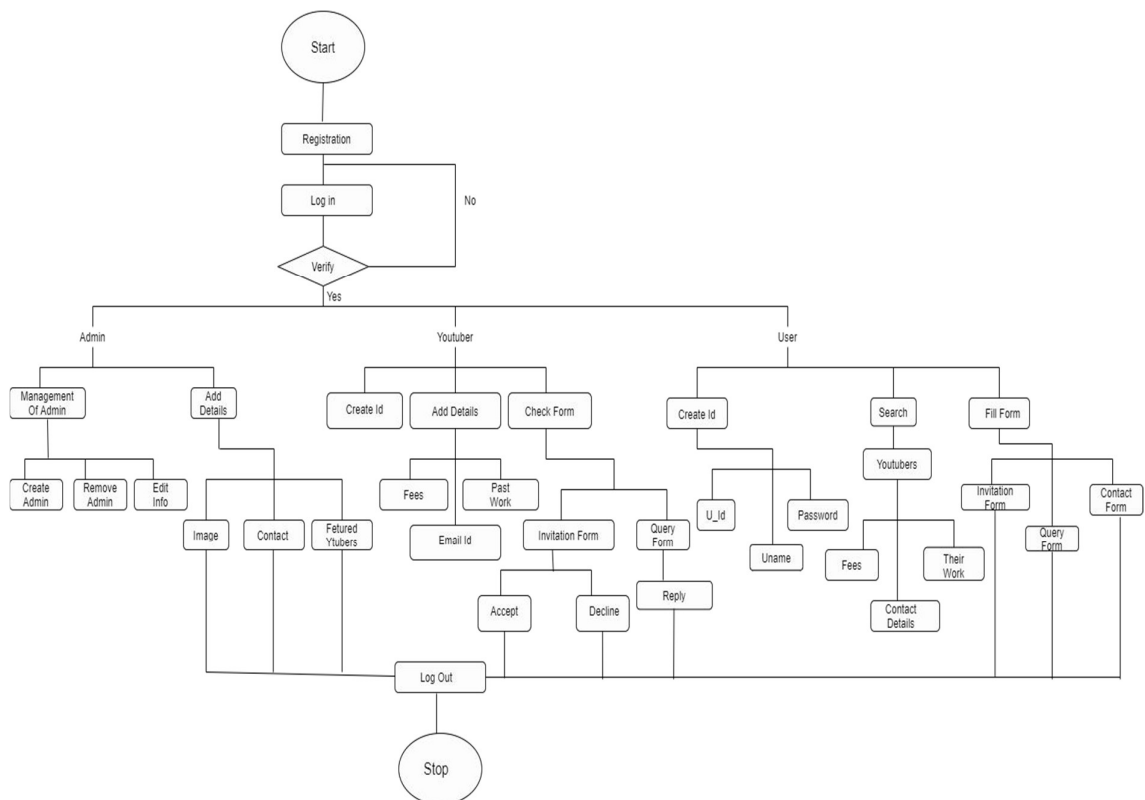 Start
Registration
Log in
No
Verify
Yes
Admin
Youtuber
User
Management
Of Admin
Add
Details
Create Id
Add Details
Check Form
Create Id
Search
Fill Form
Youtubers
Create
Admin
Remove
Admin
Edit
Info
Fees
Past
Work
Invitation
Form
Contact
Form
U_Id
Password
Image
Contact
Fetured
Ytubers
Email Id
Invitation Form
Query
Form
Query
Form
Uname
Fees
Their
Work
Accept
Decline
Reply
Contact
Details
Log Out
Stop